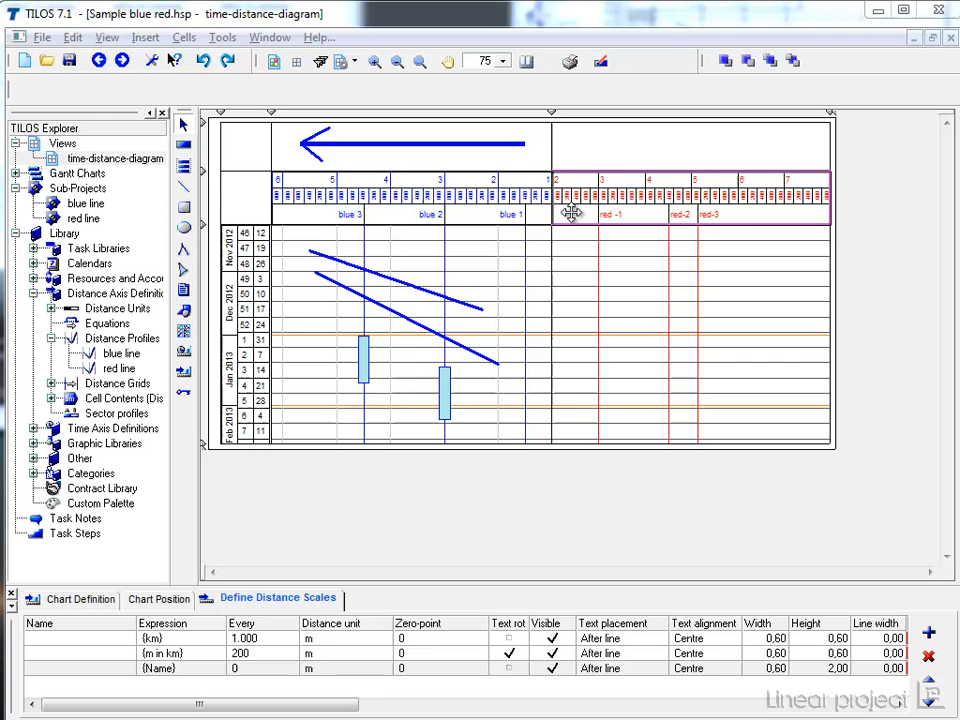 TILOS 7.1 - [Sample blue red.hsp - time-distance-diagram]
File Edit View Insert Cells Tools Window Help...
75
TILOS Explorer
Views
time-distance-diagram
Gantt Charts
Sub-Projects
blue line
red line
Library
Task Libraries
Calendars
Resources and Accou
Distance Axis Definitic
Distance Units
Equations
Distance Profiles
blue line
red line
Distance Grids
Cell Contents (Dis
Sector profiles
Time Axis Definitions
Graphic Libraries
Other
Categories
Contract Library
Custom Palette
Task Notes
Task Steps
6 5 4 3 2 1 2 3 4 5 6 7
blue 3 blue 2 blue 1 red -1 red-2 red-3
Nov 2012
46 12
47 19
48 26
Dec 2012
49 3
50 10
51 17
52 24
Jan 2013
1 31
2 7
3 14
4 21
5 28
Feb 2013
6 4
7 11
Chart Definition Chart Position Define Distance Scales
Name Expression Every Distance unit Zero-point Text rot Visible Text placement Text alignment Width Height Line width
{km} 1.000 m 0 After line Centre 0,60 0,60 0,00
{m in km} 200 m 0 After line Centre 0,60 0,60 0,00
{Name} 0 m 0 After line Centre 0,60 2,00 0,00
Linear project